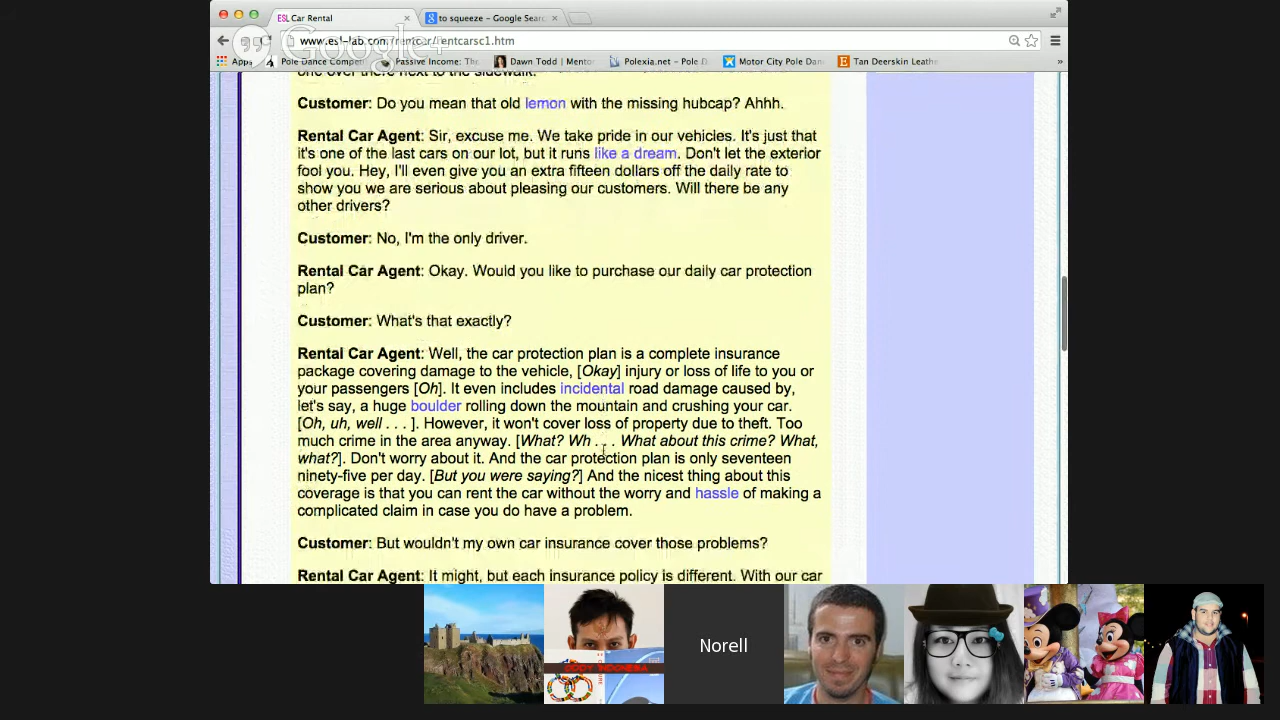 ESL Car Rental
to squeeze - Google Sear
Google+
www.esl-lab.com/rentcar/rentcarsc1.htm
Apps Pole Dance Competi Passive Income: The Dawn Todd | Mentor Polexia.net - Pole D Motor City Pole Dan Tan Deerskin Leath »
one over there next to the sidewalk.
Customer: Do you mean that old lemon with the missing hubcap? Ahhh.
Rental Car Agent: Sir, excuse me. We take pride in our vehicles. It's just that
it's one of the last cars on our lot, but it runs like a dream. Don't let the exterior
fool you. Hey, I'll even give you an extra fifteen dollars off the daily rate to
show you we are serious about pleasing our customers. Will there be any
other drivers?
Customer: No, I'm the only driver.
Rental Car Agent: Okay. Would you like to purchase our daily car protection
plan?
Customer: What's that exactly?
Rental Car Agent: Well, the car protection plan is a complete insurance
package covering damage to the vehicle, [Okay] injury or loss of life to you or
your passengers [Oh]. It even includes incidental road damage caused by,
let's say, a huge boulder rolling down the mountain and crushing your car.
[Oh, uh, well . . . ]. However, it won't cover loss of property due to theft. Too
much crime in the area anyway. [What? Wh . . . What about this crime? What,
what?]. Don't worry about it. And the car protection plan is only seventeen
ninety-five per day. [But you were saying?] And the nicest thing about this
coverage is that you can rent the car without the worry and hassle of making a
complicated claim in case you do have a problem.
Customer: But wouldn't my own car insurance cover those problems?
Rental Car Agent: It might, but each insurance policy is different. With our car
Norell